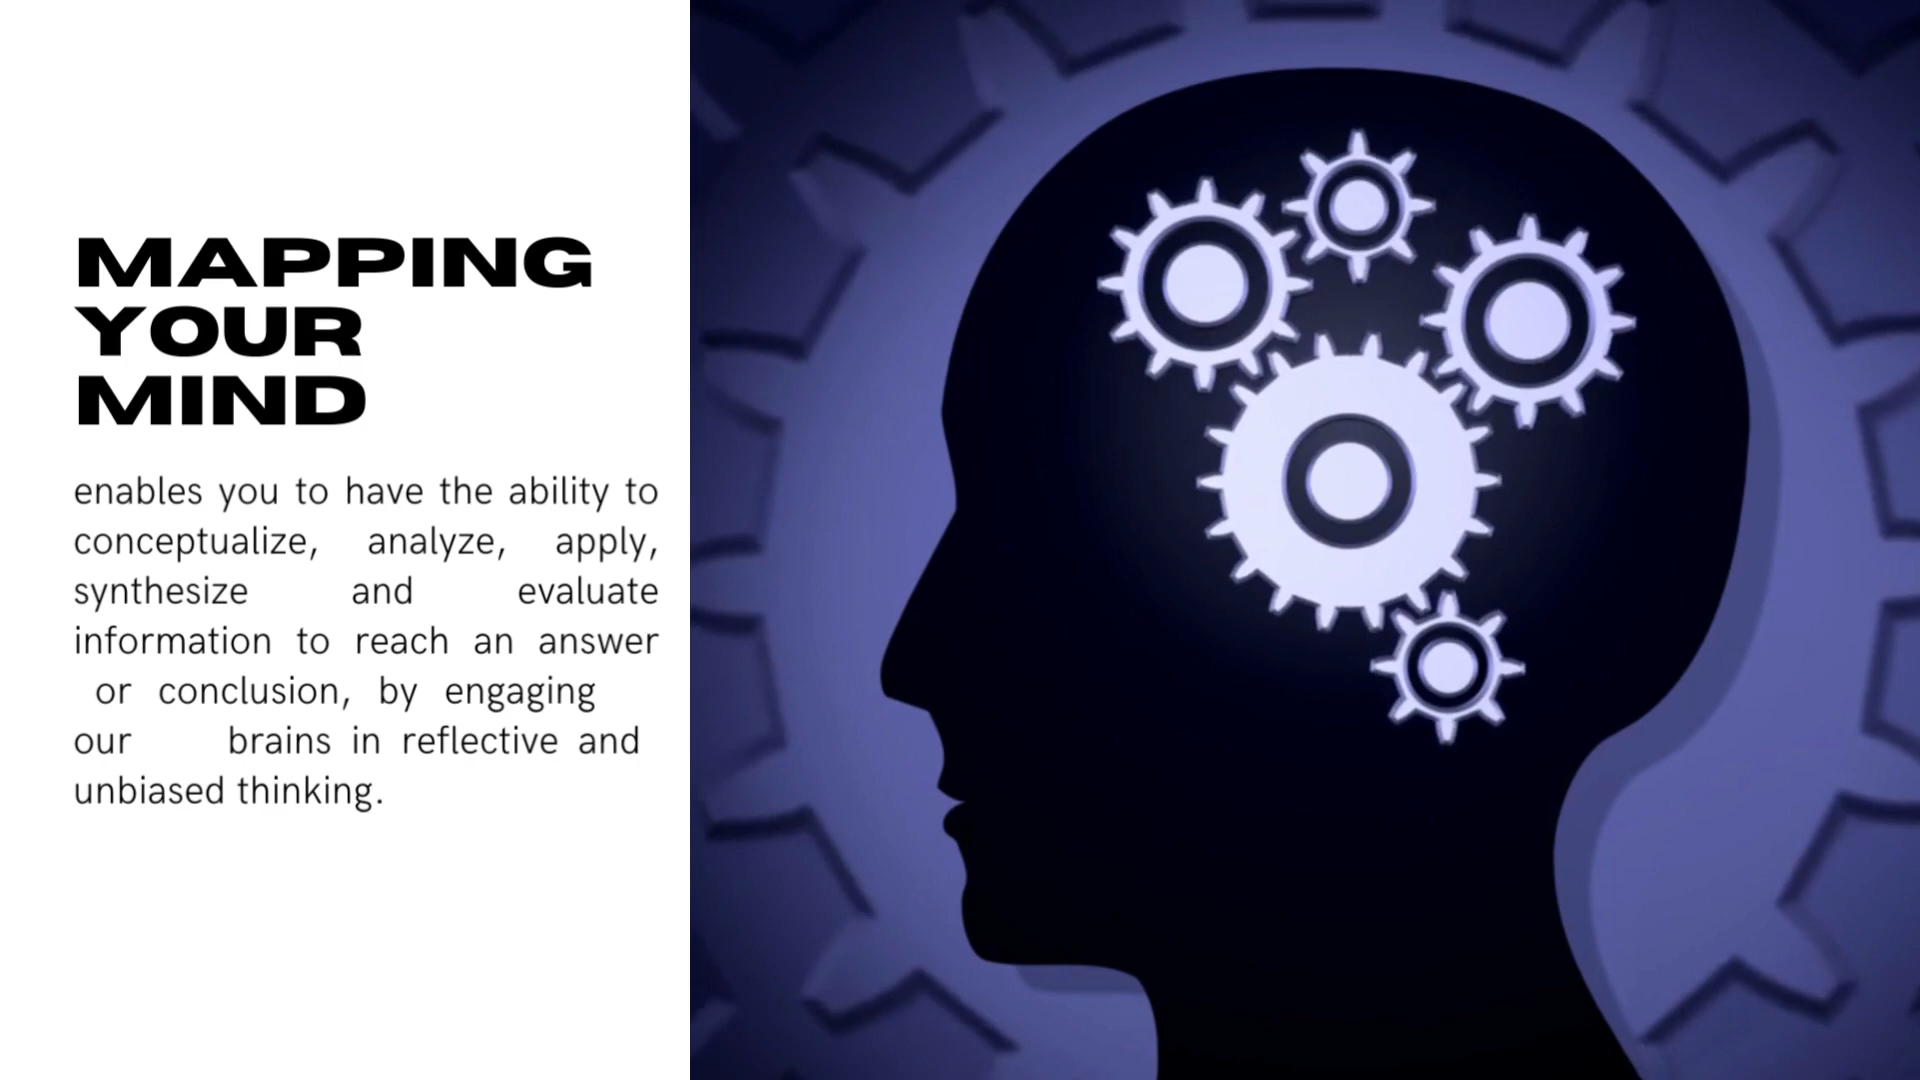 MAPPING
YOUR
MIND
enables you to have the ability to
conceptualize, analyze, apply,
synthesize and evaluate
information to reach an answer
or conclusion, by engaging
our brains in reflective and
unbiased thinking.